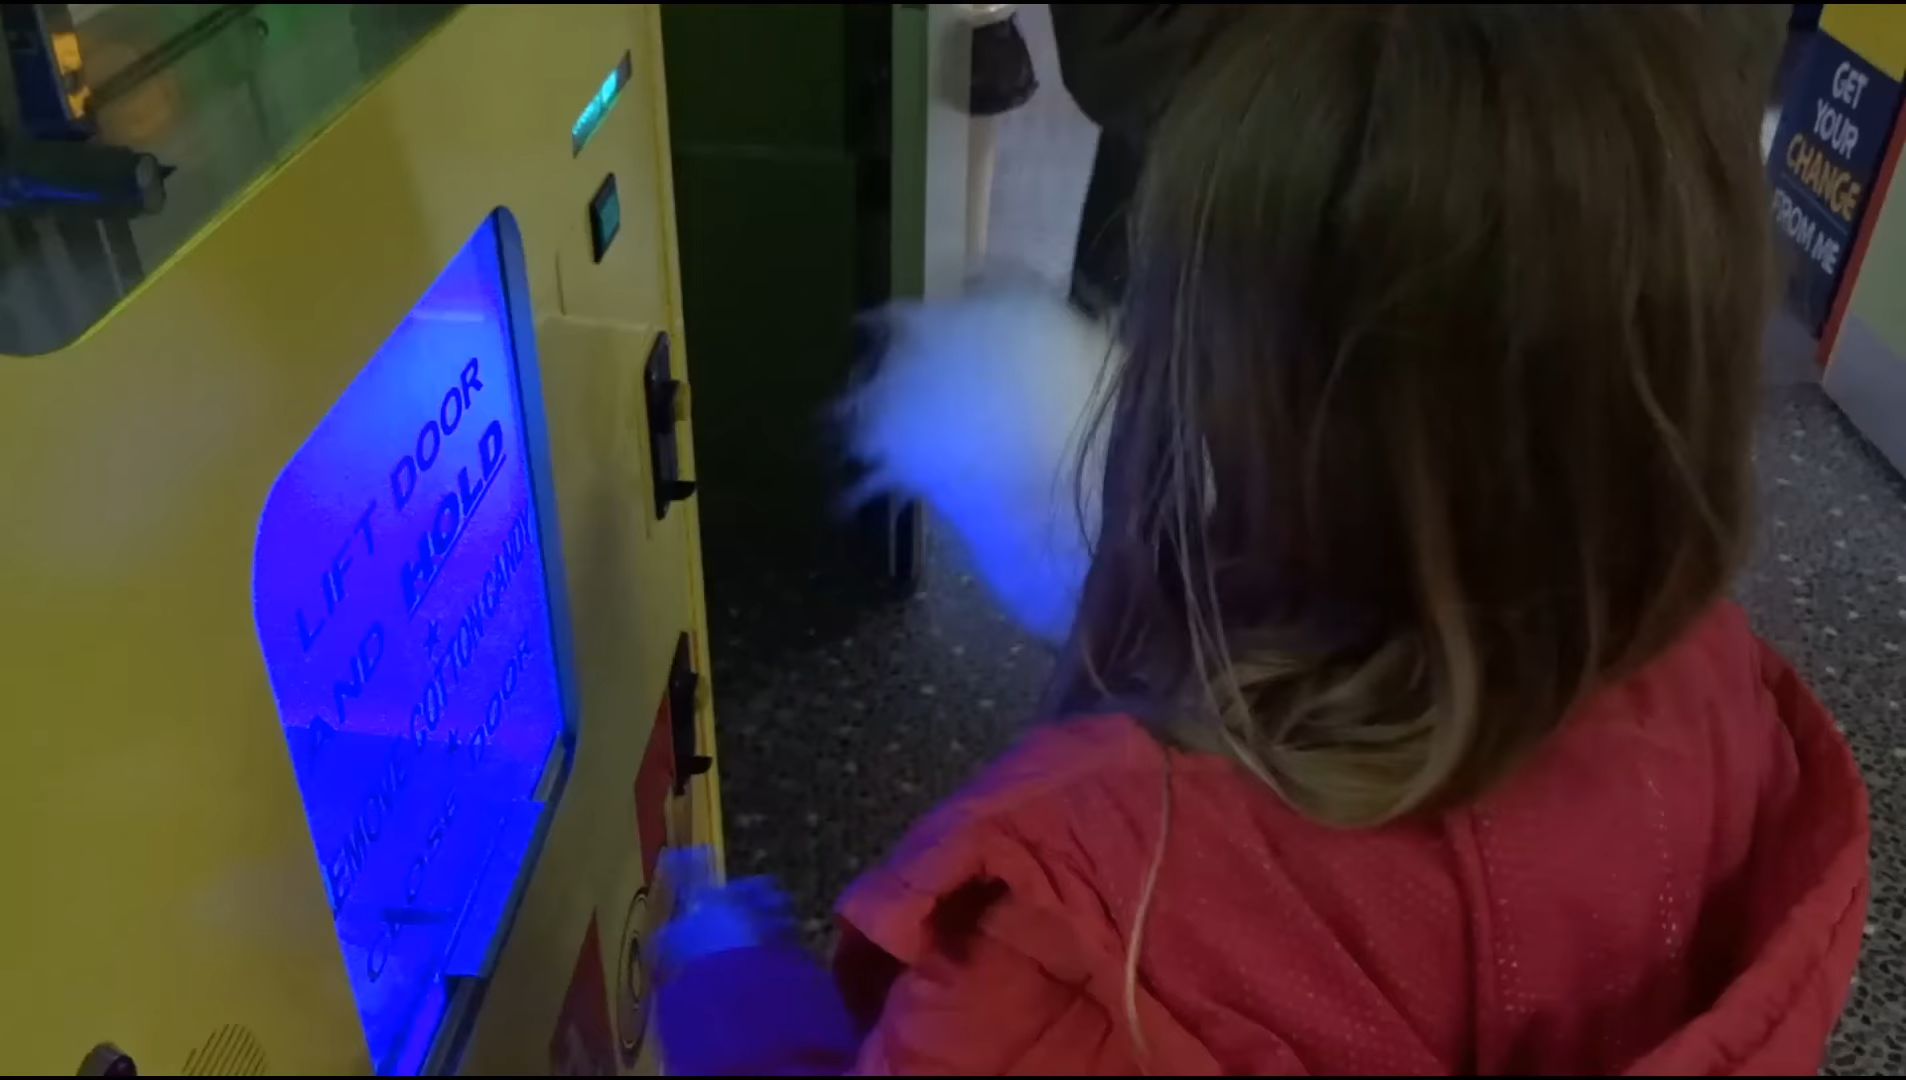 LIFT DOOR
AND HOLD
*
REMOVE COTTON CANDY
*
CLOSE DOOR
GET
YOUR
CHANGE
FROM ME